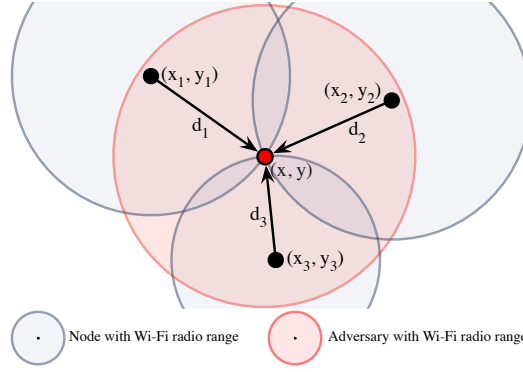 (x₁, y₁)
(x₂, y₂)
d₁
d₂
(x, y)
d₃
(x₃, y₃)
Node with Wi-Fi radio range
Adversary with Wi-Fi radio range